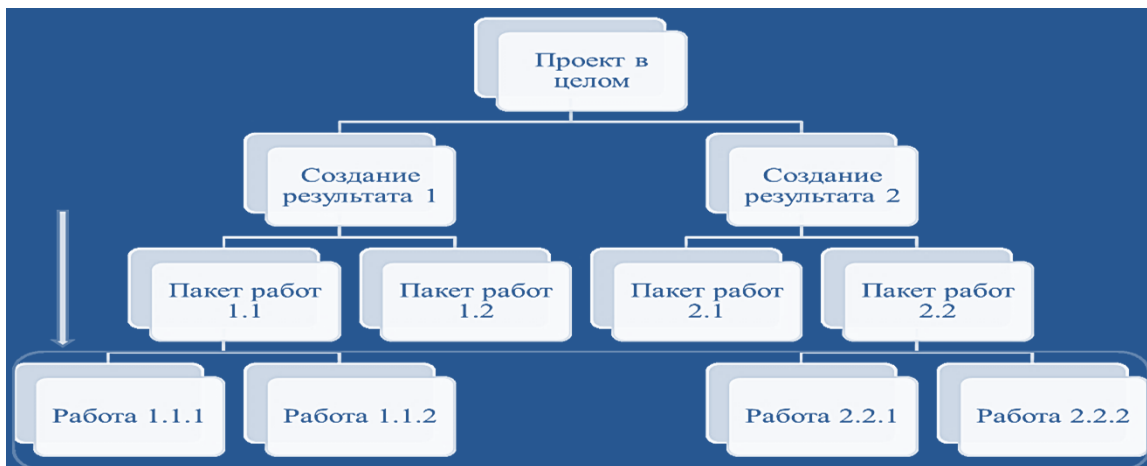 Проект в
целом
Создание
результата 1
Создание
результата 2
Пакет работ
1.1
Пакет работ
1.2
Пакет работ
2.1
Пакет работ
2.2
Работа 1.1.1
Работа 1.1.2
Работа 2.2.1
Работа 2.2.2